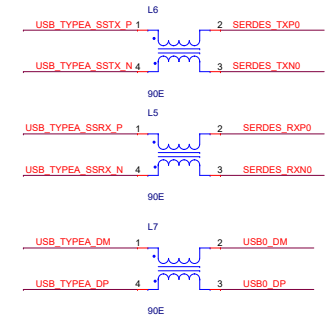 L6
USB_TYPEA_SSTX_P 1 2 SERDES_TXP0
USB_TYPEA_SSTX_N 4 3 SERDES_TXN0
90E
L5
USB_TYPEA_SSRX_P 1 2 SERDES_RXP0
USB_TYPEA_SSRX_N 4 3 SERDES_RXN0
90E
L7
USB_TYPEA_DM 1 2 USB0_DM
USB_TYPEA_DP 4 3 USB0_DP
90E